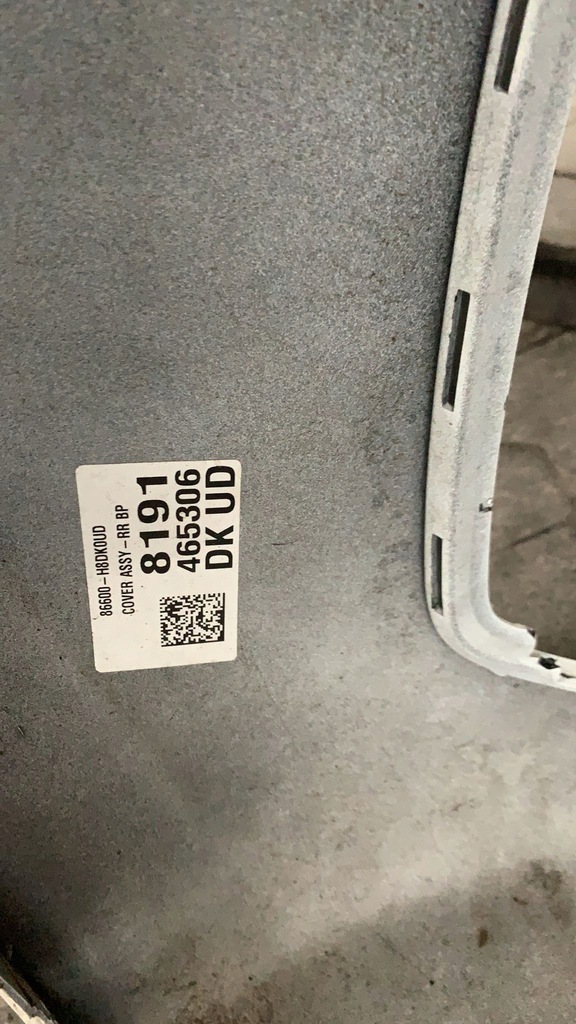 86600-H8DK0UD
COVER ASSY-RR BP
8191
465306
DK UD